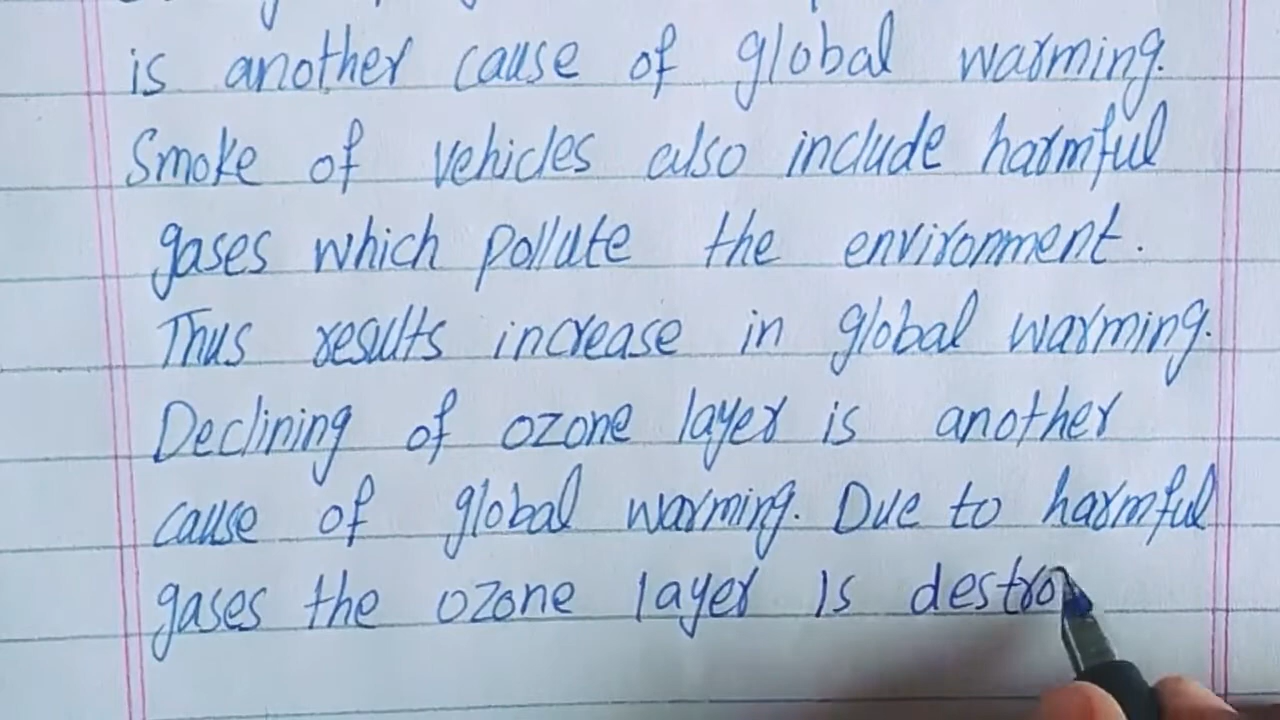 is another cause of global warming.
Smoke of vehicles also include harmful
gases which pollute the environment.
Thus results increase in global warming.
Declining of ozone layer is another
cause of global warming. Due to harmful
gases the ozone layer is destro